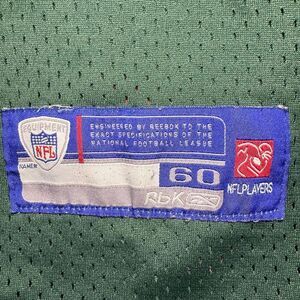 EQUIPMENT
NFL
ENGINEERED BY REEBOK TO THE
EXACT SPECIFICATIONS OF THE
NATIONAL FOOTBALL LEAGUE
60
RbK
NFLPLAYERS